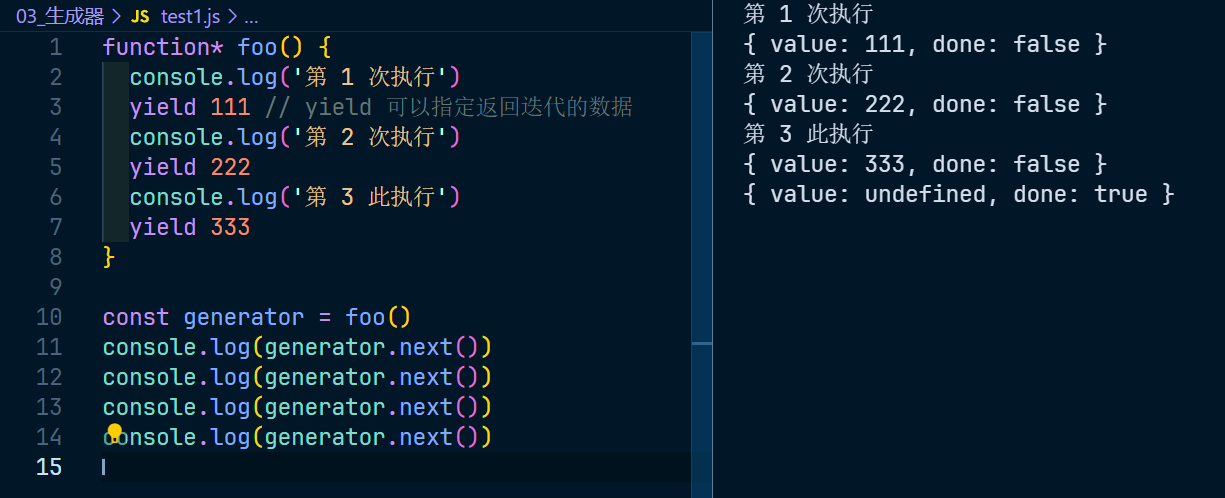 03_生成器 > JS test1.js > ...
1 function* foo() {
2 console.log('第 1 次执行')
3 yield 111 // yield 可以指定返回迭代的数据
4 console.log('第 2 次执行')
5 yield 222
6 console.log('第 3 此执行')
7 yield 333
8 }
9
10 const generator = foo()
11 console.log(generator.next())
12 console.log(generator.next())
13 console.log(generator.next())
14 console.log(generator.next())
15
第 1 次执行
{ value: 111, done: false }
第 2 次执行
{ value: 222, done: false }
第 3 此执行
{ value: 333, done: false }
{ value: undefined, done: true }